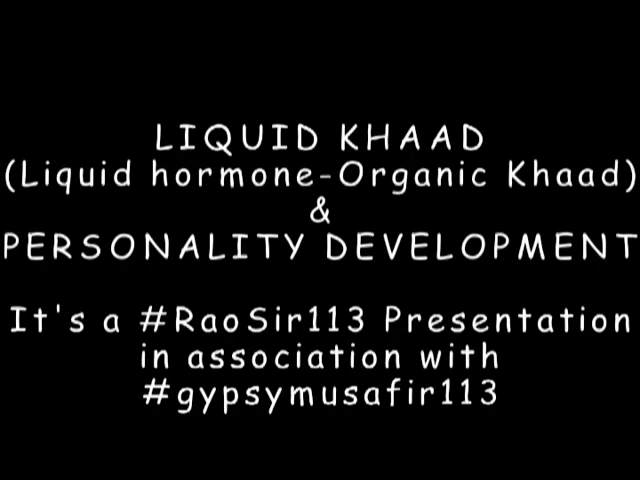 LIQUID KHAAD
(Liquid hormone-Organic Khaad)
&
PERSONALITY DEVELOPMENT
It's a #RaoSir113 Presentation
in association with
#gypsymusafir113